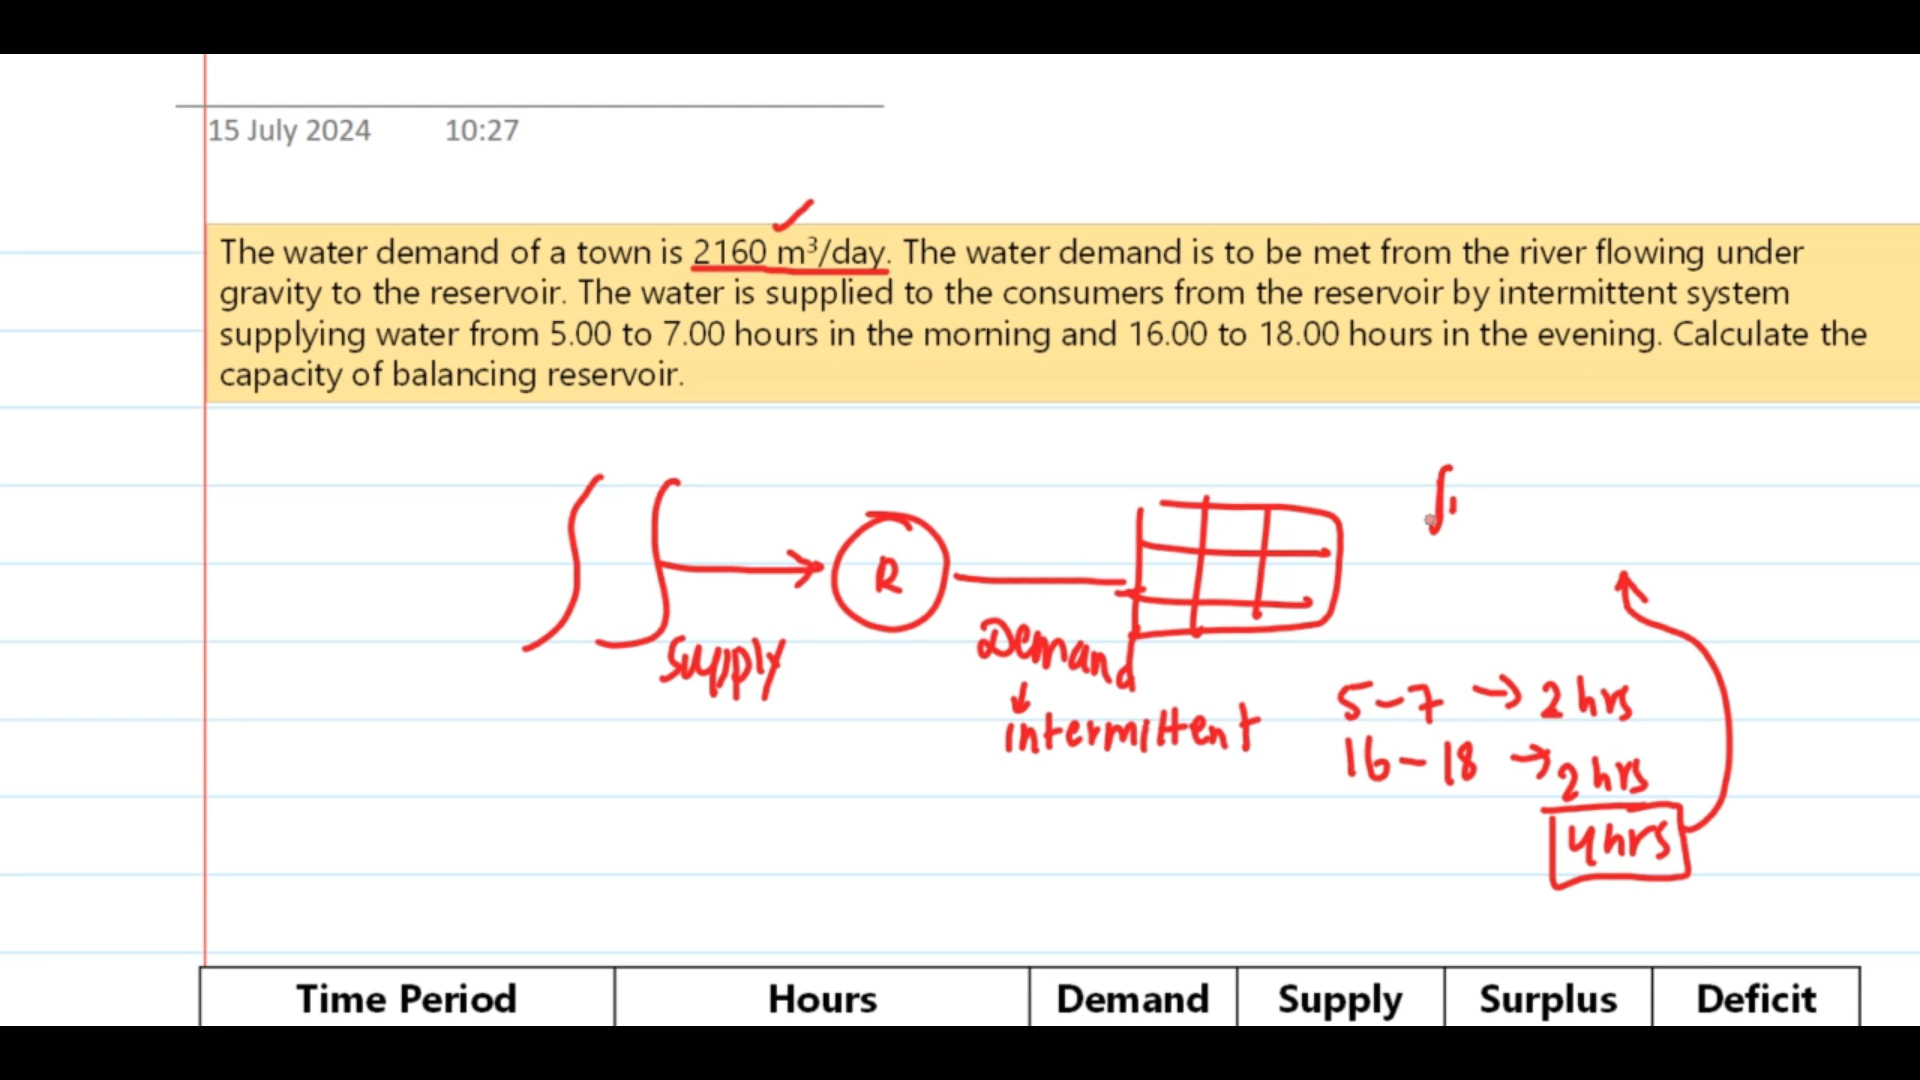 15 July 2024 10:27
The water demand of a town is 2160 m³/day. The water demand is to be met from the river flowing under
gravity to the reservoir. The water is supplied to the consumers from the reservoir by intermittent system
supplying water from 5.00 to 7.00 hours in the morning and 16.00 to 18.00 hours in the evening. Calculate the
capacity of balancing reservoir.
R
Supply
Demand
intermittent
5-7 → 2 hrs
16-18 → 2 hrs
4 hrs
Time Period Hours Demand Supply Surplus Deficit